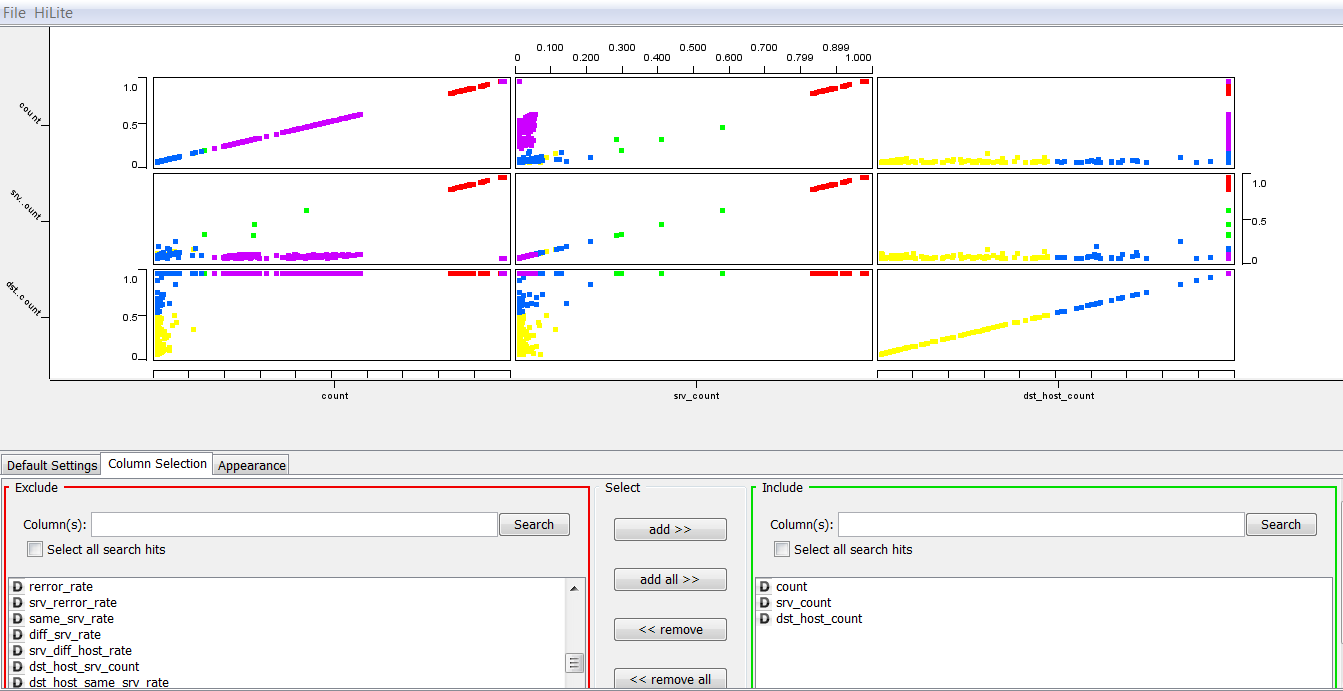 File HiLite
0.100 0.300 0.500 0.700 0.899
0 0.200 0.400 0.600 0.799 1.000
count
1.0
0.5
0
srv_count
1.0
0.5
0
dst_count
1.0
0.5
0
count srv_count dst_host_count
Default Settings Column Selection Appearance
Exclude Select Include
Column(s): Search add >> Column(s): Search
Select all search hits Select all search hits
add all >>
rerror_rate count
srv_rerror_rate srv_count
same_srv_rate dst_host_count
diff_srv_rate << remove
srv_diff_host_rate
dst_host_srv_count
dst_host_same_srv_rate << remove all